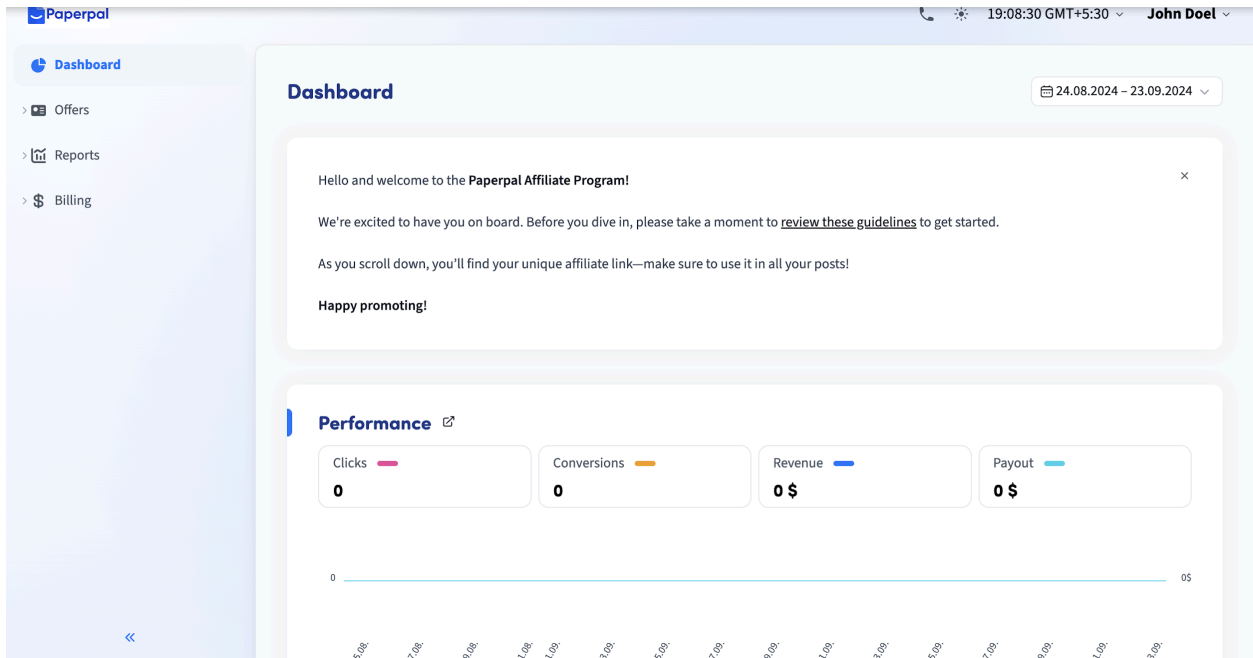 Paperpal
19:08:30 GMT+5:30
John Doel
Dashboard
Offers
Reports
Billing
Dashboard
24.08.2024 – 23.09.2024
Hello and welcome to the Paperpal Affiliate Program!
We're excited to have you on board. Before you dive in, please take a moment to review these guidelines to get started.
As you scroll down, you’ll find your unique affiliate link—make sure to use it in all your posts!
Happy promoting!
Performance
Clicks
0
Conversions
0
Revenue
0 $
Payout
0 $
0
0$